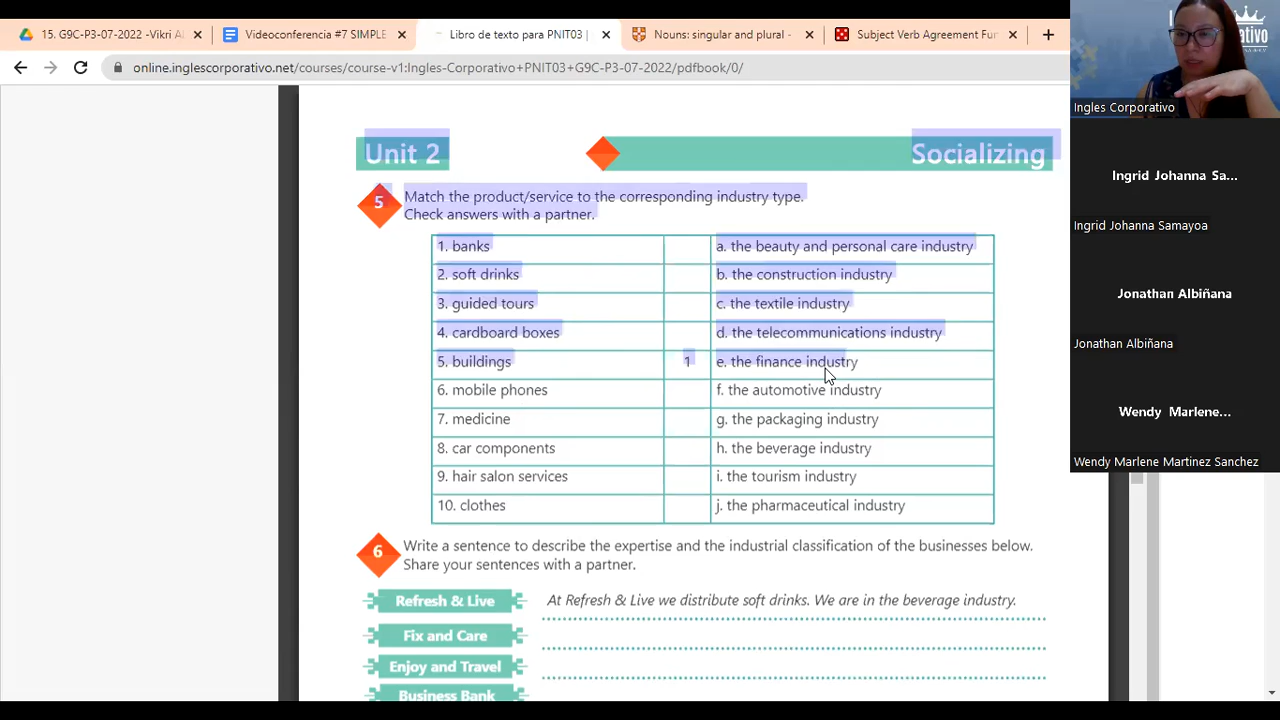 15. G9C-P3-07-2022 -Vikri Al
Videoconferencia #7 SIMPLE
Libro de texto para PNIT03 |
Nouns: singular and plural -
Subject Verb Agreement Fun
online.inglescorporativo.net/courses/course-v1:Ingles-Corporativo+PNIT03+G9C-P3-07-2022/pdfbook/0/
Unit 2
Socializing
5 Match the product/service to the corresponding industry type.
Check answers with a partner.
1. banks a. the beauty and personal care industry
2. soft drinks b. the construction industry
3. guided tours c. the textile industry
4. cardboard boxes d. the telecommunications industry
5. buildings 1 e. the finance industry
6. mobile phones f. the automotive industry
7. medicine g. the packaging industry
8. car components h. the beverage industry
9. hair salon services i. the tourism industry
10. clothes j. the pharmaceutical industry
6 Write a sentence to describe the expertise and the industrial classification of the businesses below.
Share your sentences with a partner.
Refresh & Live At Refresh & Live we distribute soft drinks. We are in the beverage industry.
Fix and Care
Enjoy and Travel
Business Bank
Ingles Corporativo
Ingrid Johanna Sa...
Ingrid Johanna Samayoa
Jonathan Albiñana
Jonathan Albiñana
Wendy Marlene...
Wendy Marlene Martinez Sanchez